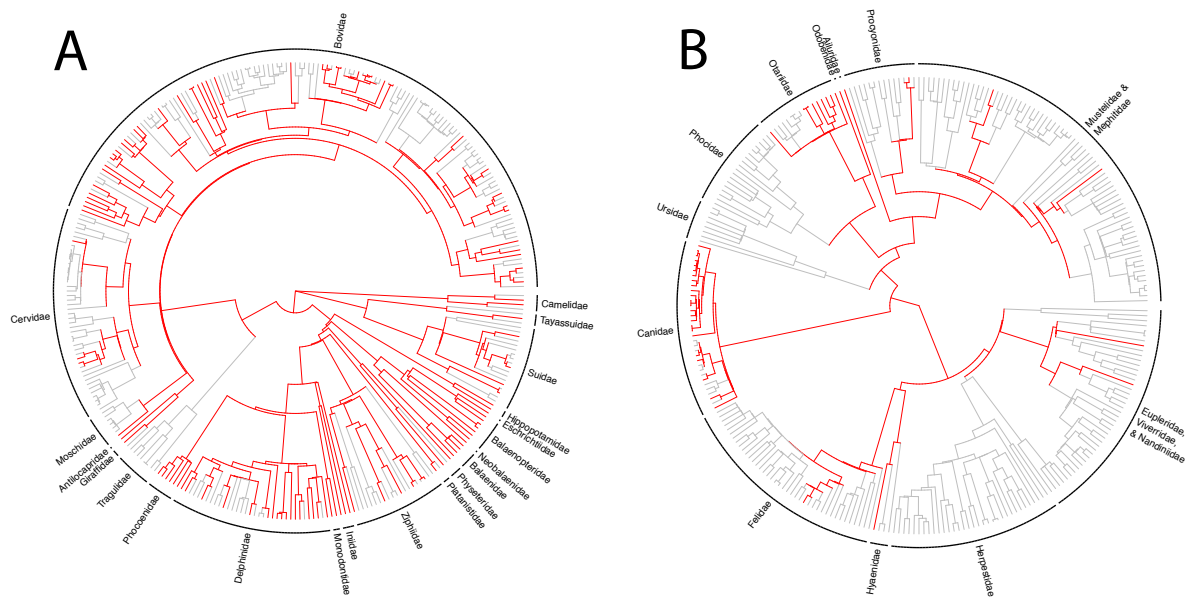 A
Bovidae
Camelidae
Tayassuidae
Suidae
Hippopotamidae
Eschrichtiidae
Balaenopteridae
Neobalaenidae
Balaenidae
Physeteridae
Platanistidae
Ziphiidae
Iniidae
Monodontidae
Delphinidae
Phocoenidae
Tragulidae
Giraffidae
Antilocapridae
Moschidae
Cervidae
B
Procyonidae
Mustelidae &
Mephitidae
Eupleridae,
Viverridae,
& Nandiniidae
Herpestidae
Hyaenidae
Felidae
Canidae
Ursidae
Phocidae
Otariidae
Odobenidae
Ailuridae